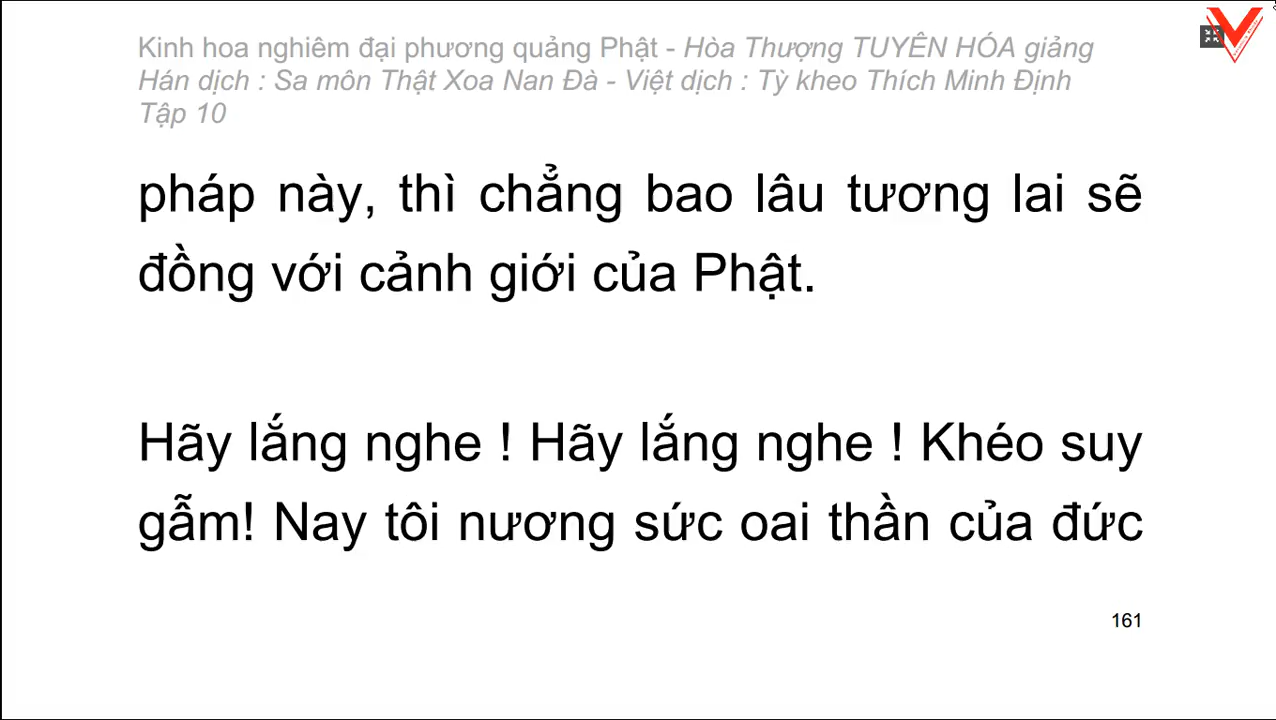 Kinh hoa nghiêm đại phương quảng Phật - Hòa Thượng TUYÊN HÓA giảng
Hán dịch : Sa môn Thật Xoa Nan Đà - Việt dịch : Tỳ kheo Thích Minh Định
Tập 10
pháp này, thì chẳng bao lâu tương lai sẽ
đồng với cảnh giới của Phật.
Hãy lắng nghe ! Hãy lắng nghe ! Khéo suy
gẫm! Nay tôi nương sức oai thần của đức
161